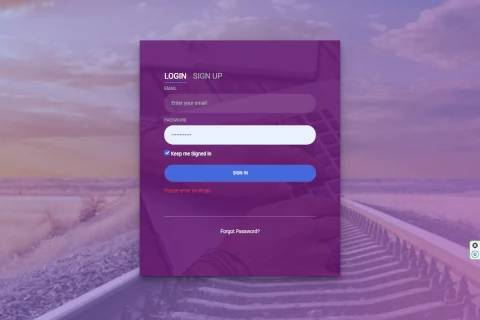 LOGIN SIGN UP
EMAIL
Enter your email
PASSWORD
Keep me Signed in
SIGN IN
Please enter an email
Forgot Password?